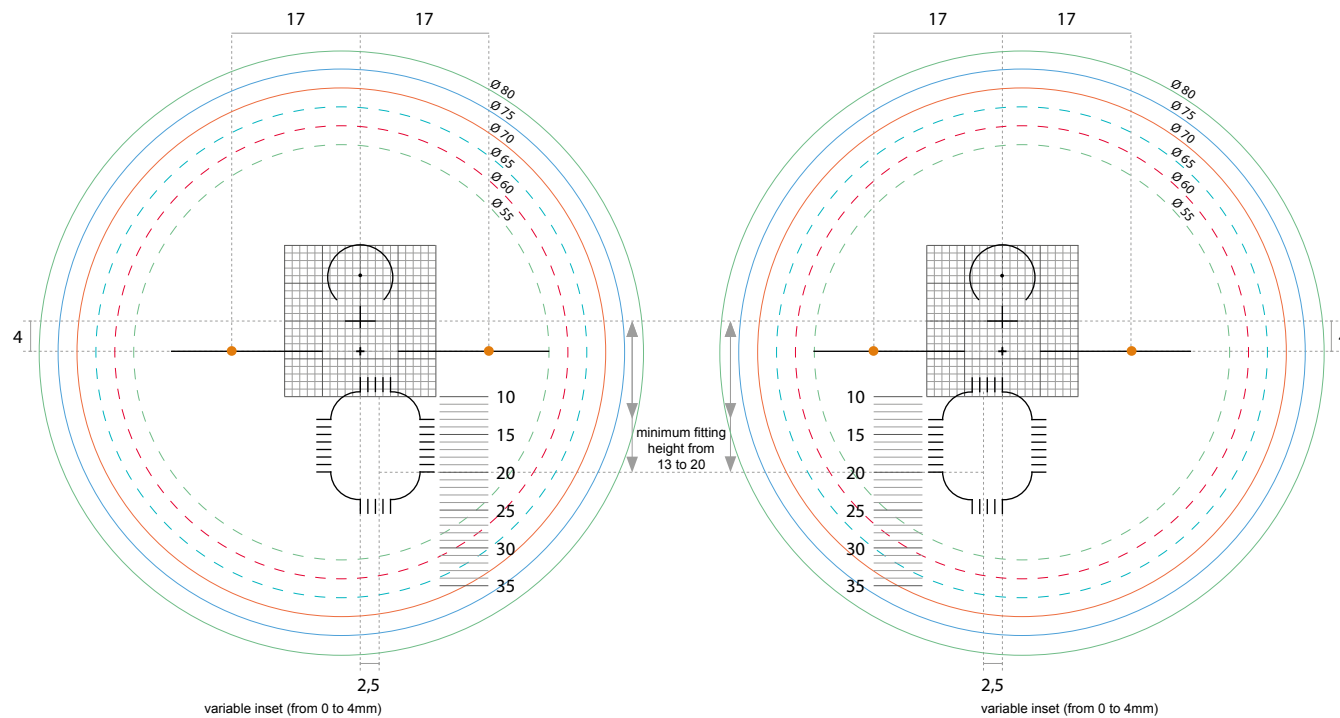 17 17
17 17
Ø 80
Ø 75
Ø 70
Ø 65
Ø 60
Ø 55
Ø 80
Ø 75
Ø 70
Ø 65
Ø 60
Ø 55
4
4
10
15
20
25
30
35
minimum fitting
height from
13 to 20
10
15
20
25
30
35
2,5
variable inset (from 0 to 4mm)
2,5
variable inset (from 0 to 4mm)